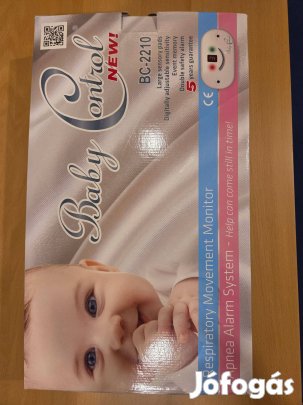 Baby Control
NEW!
BC-2210
Large sensory pads
Digitally adjustable sensitivity
Event memory
Double safety alarm
5 years guarantee
CE
Respiratory Movement Monitor
pnea Alarm System - Help can come still in time!
Jófogás